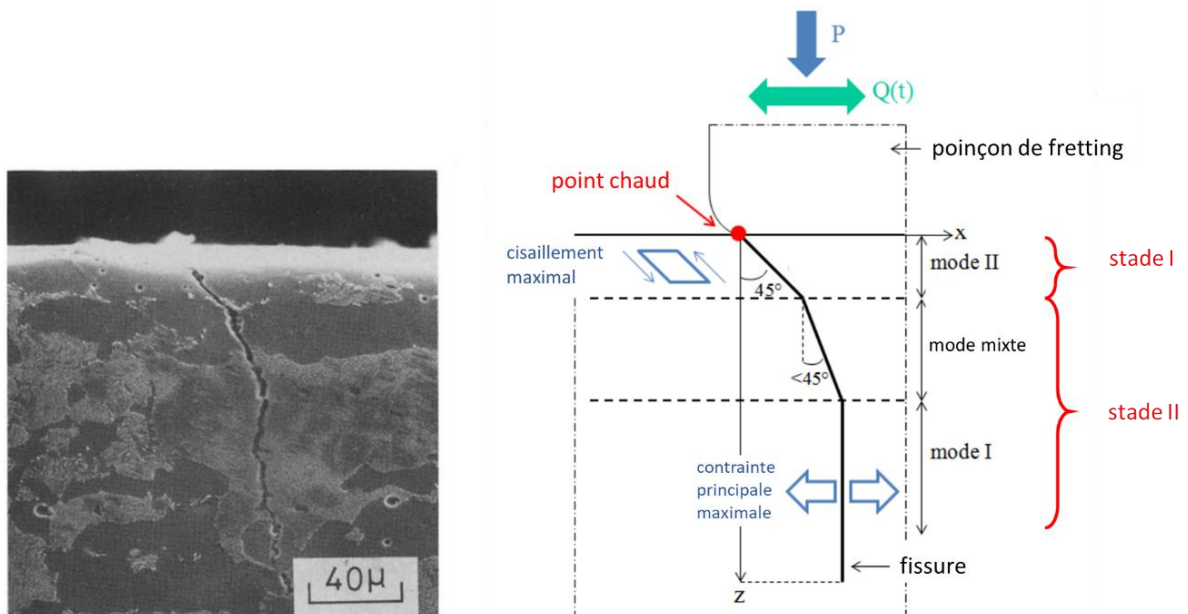 P
Q(t)
poinçon de fretting
point chaud
x
cisaillement
maximal
mode II
stade I
45°
mode mixte
<45°
stade II
mode I
contrainte
principale
maximale
fissure
z
40μ